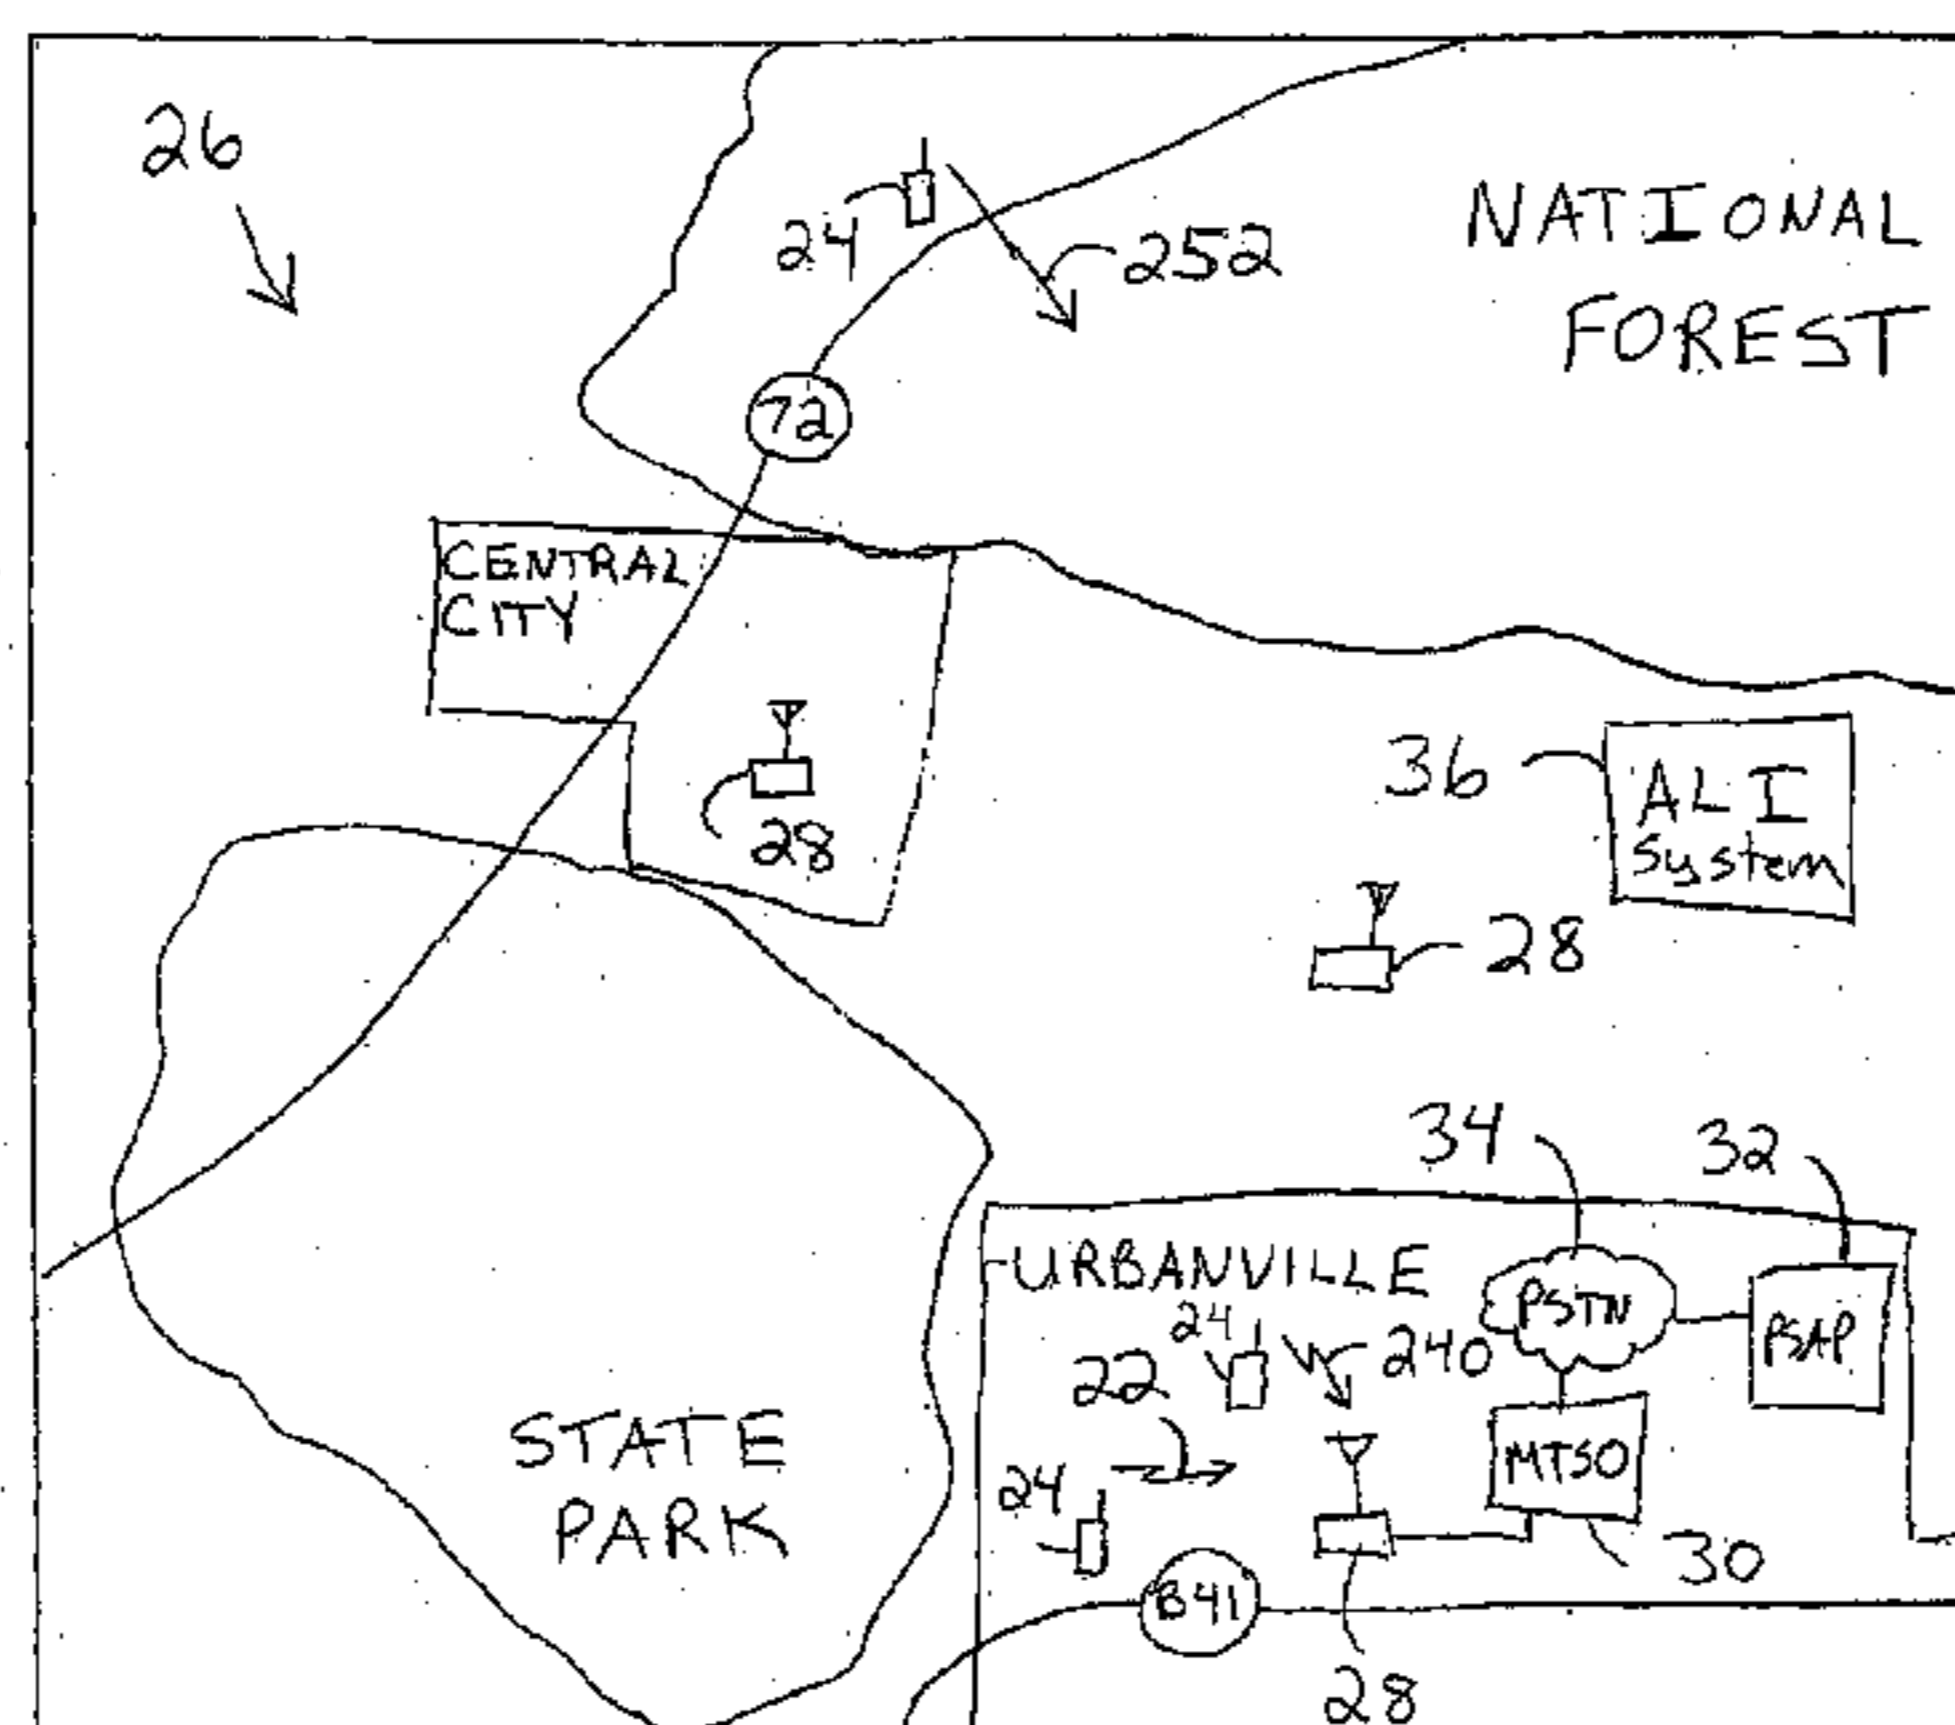 26
24
252
NATIONAL
FOREST
72
CENTRAL
CITY
28
36
ALI
System
28
34
32
URBANVILLE
PSTN
PSAP
24
240
22
MTSO
24
30
B41
28
STATE
PARK